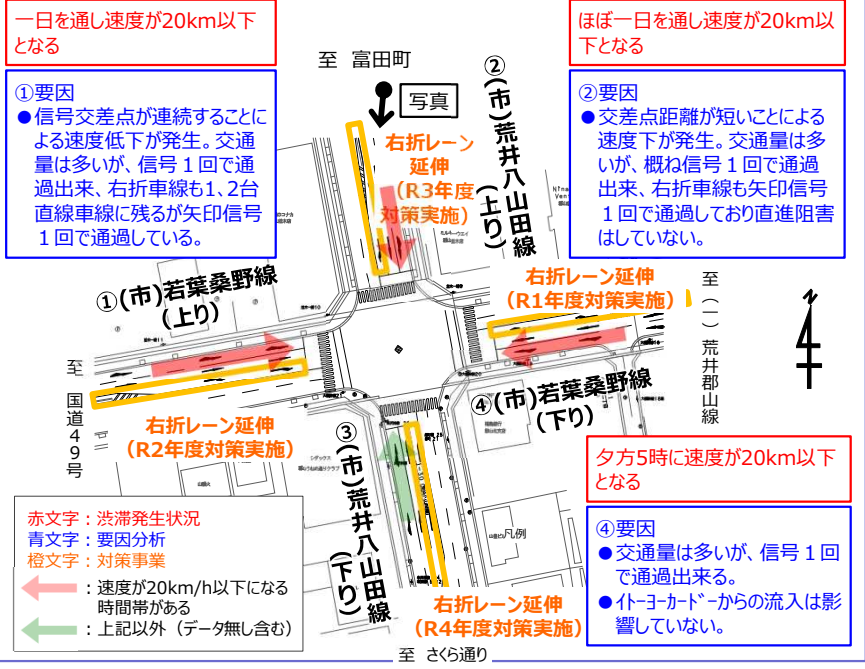 一日を通し速度が20km以下
となる
①要因
●信号交差点が連続することに
よる速度低下が発生。交通
量は多いが、信号１回で通
過出来、右折車線も1、2台
直線車線に残るが矢印信号
１回で通過している。
至 富田町
写真
右折レーン
延伸
（R3年度
対策実施）
②(市)荒井八山田線
(上り)
ほぼ一日を通し速度が20km以
下となる
②要因
●交差点距離が短いことによる
速度下が発生。交通量は多
いが、概ね信号１回で通過
出来、右折車線も矢印信号
１回で通過しており直進阻害
はしていない。
①(市)若葉桑野線
(上り)
右折レーン延伸
（R1年度対策実施）
至（一）荒井郡山線
至 国道49号
右折レーン延伸
（R2年度対策実施）
③(市)荒井八山田線
(下り)
④(市)若葉桑野線
(下り)
夕方5時に速度が20km以下
となる
④要因
●交通量は多いが、信号１回
で通過出来る。
●イトーヨーカードーからの流入は影
響していない。
凡例
赤文字：渋滞発生状況
青文字：要因分析
橙文字：対策事業
：速度が20km/h以下になる
時間帯がある
：上記以外（データ無し含む）
右折レーン延伸
（R4年度対策実施）
至 さくら通り